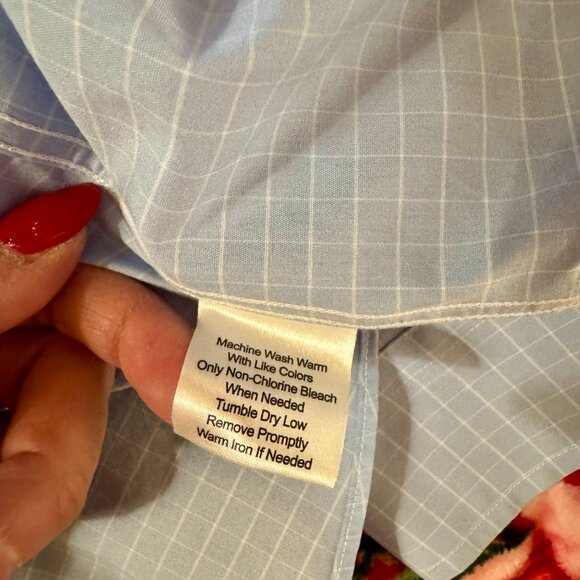 Machine Wash Warm
With Like Colors
Only Non-Chlorine Bleach
When Needed
Tumble Dry Low
Remove Promptly
Warm Iron If Needed